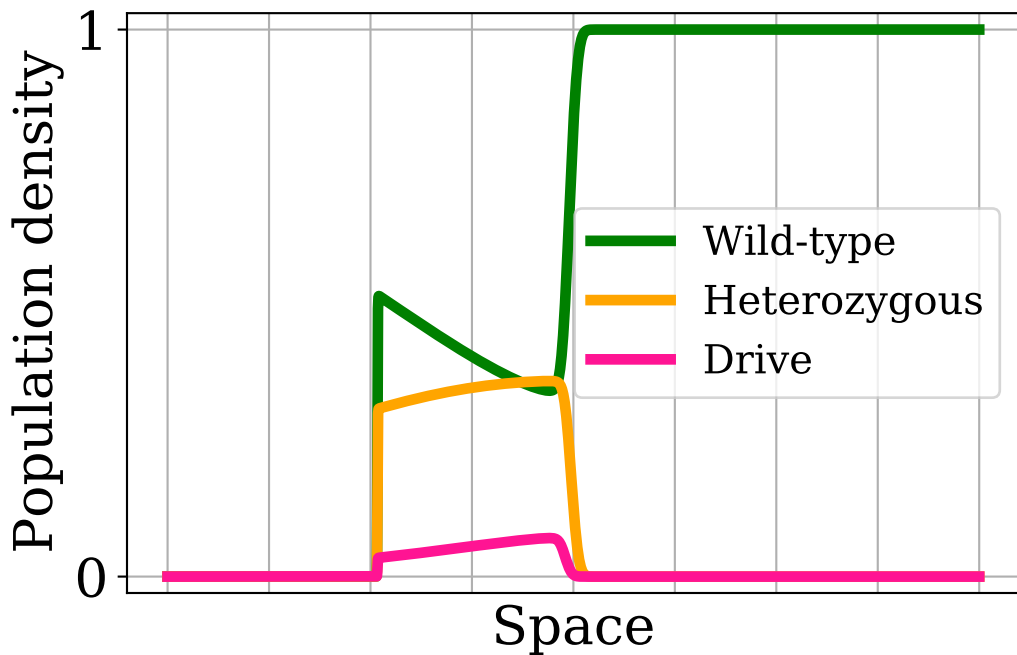 Population density
1
0
Wild-type
Heterozygous
Drive
Space